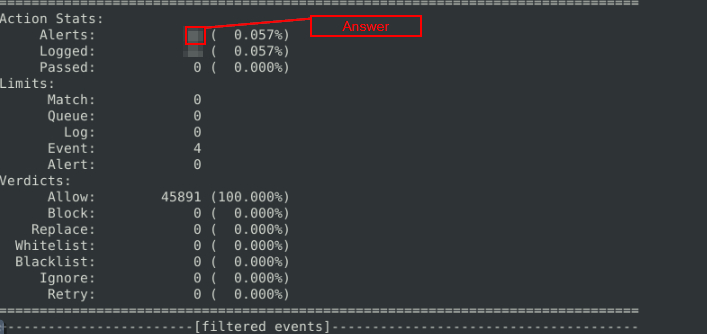 ===============================================================================
Action Stats:
Alerts: ( 0.057%)
Answer
Logged: ( 0.057%)
Passed: 0 ( 0.000%)
Limits:
Match: 0
Queue: 0
Log: 0
Event: 4
Alert: 0
Verdicts:
Allow: 45891 (100.000%)
Block: 0 ( 0.000%)
Replace: 0 ( 0.000%)
Whitelist: 0 ( 0.000%)
Blacklist: 0 ( 0.000%)
Ignore: 0 ( 0.000%)
Retry: 0 ( 0.000%)
===============================================================================
------------------------[filtered events]--------------------------------------